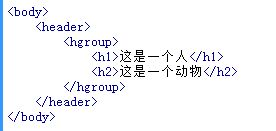 <body>
<header>
<hgroup>
<h1>这是一个人</h1>
<h2>这是一个动物</h2>
</hgroup>
</header>
</body>